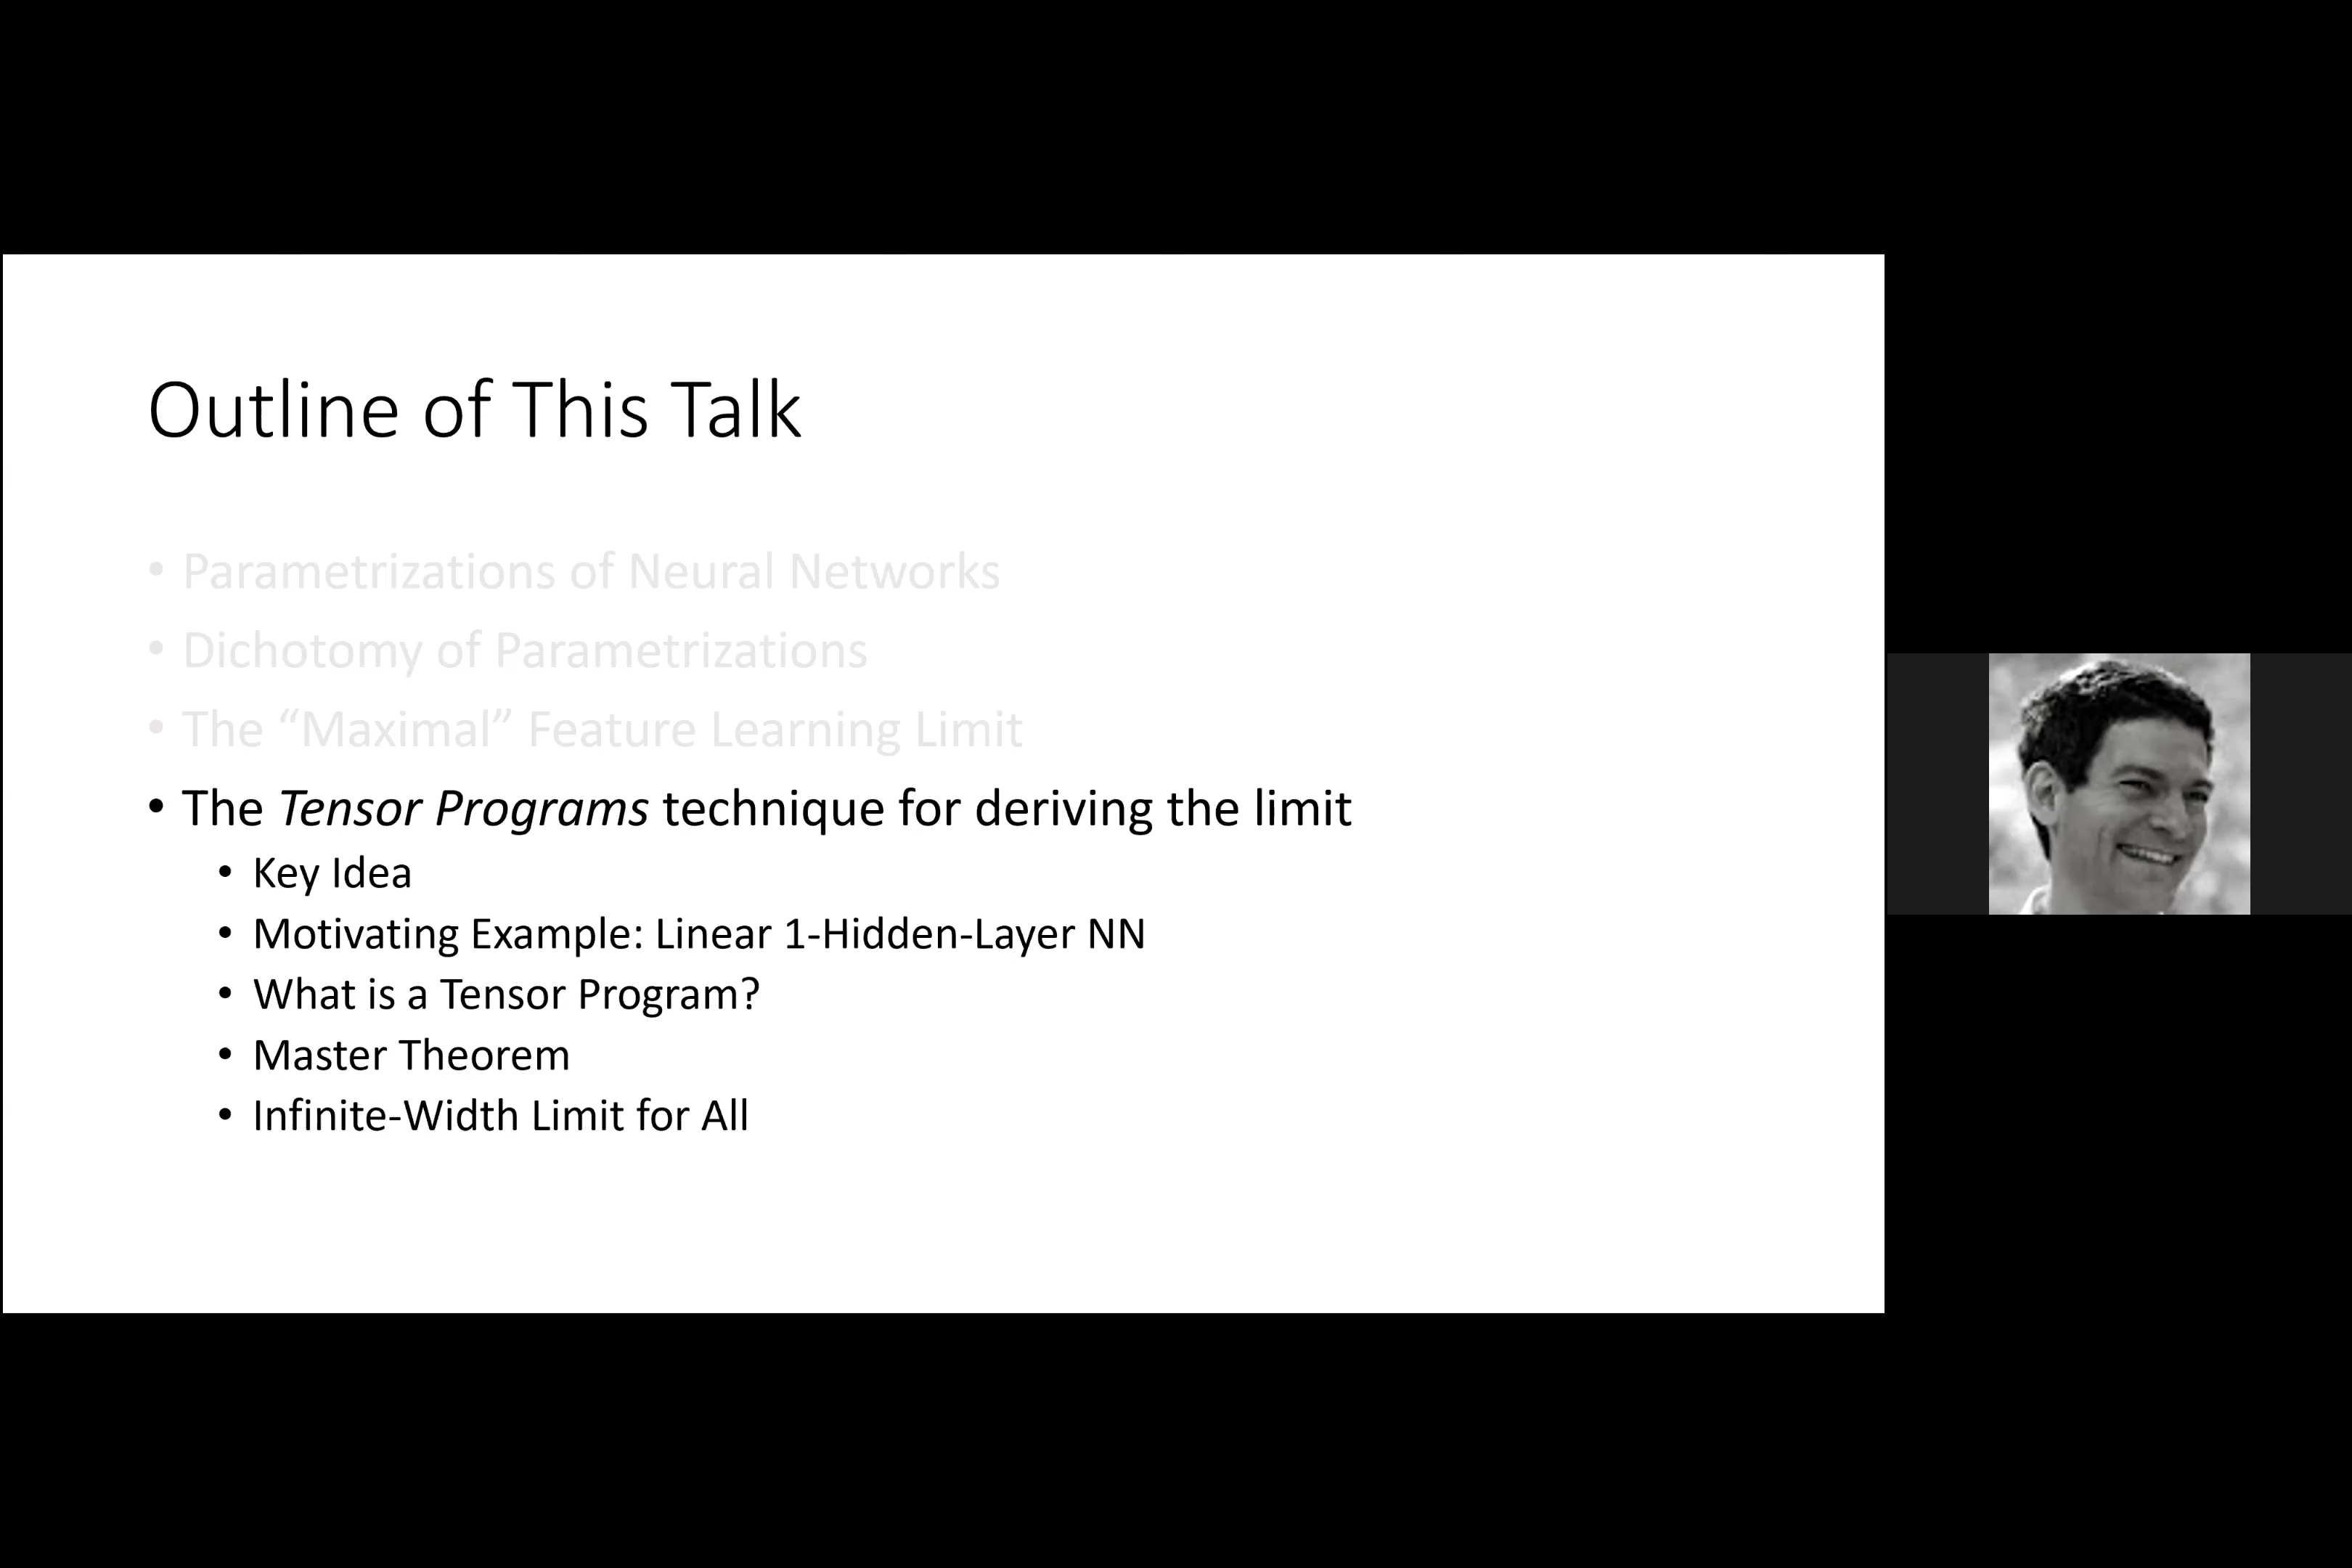 Outline of This Talk
• Parametrizations of Neural Networks
• Dichotomy of Parametrizations
• The “Maximal” Feature Learning Limit
• The Tensor Programs technique for deriving the limit
• Key Idea
• Motivating Example: Linear 1-Hidden-Layer NN
• What is a Tensor Program?
• Master Theorem
• Infinite-Width Limit for All